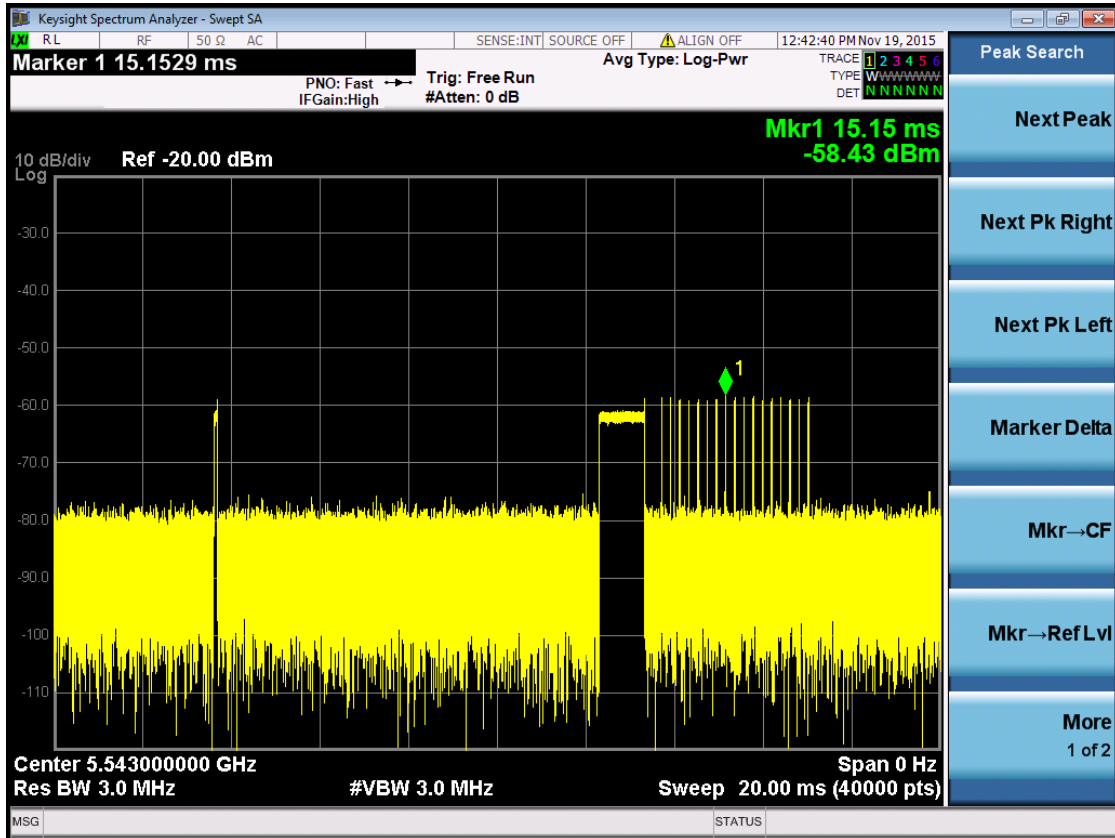 Keysight Spectrum Analyzer - Swept SA
LXI RL RF 50 Ω AC SENSE:INT SOURCE OFF ALIGN OFF 12:42:40 PM Nov 19, 2015
Marker 1 15.1529 ms
PNO: Fast
IFGain:High
Trig: Free Run
#Atten: 0 dB
Avg Type: Log-Pwr
TRACE 1 2 3 4 5 6
TYPE WWWWWW
DET N N N N N N
Mkr1 15.15 ms
-58.43 dBm
10 dB/div Ref -20.00 dBm
Log
-30.0
-40.0
-50.0
1
-60.0
-70.0
-80.0
-90.0
-100
-110
Center 5.543000000 GHz Span 0 Hz
Res BW 3.0 MHz #VBW 3.0 MHz Sweep 20.00 ms (40000 pts)
MSG STATUS
Peak Search
Next Peak
Next Pk Right
Next Pk Left
Marker Delta
Mkr→CF
Mkr→Ref Lvl
More
1 of 2